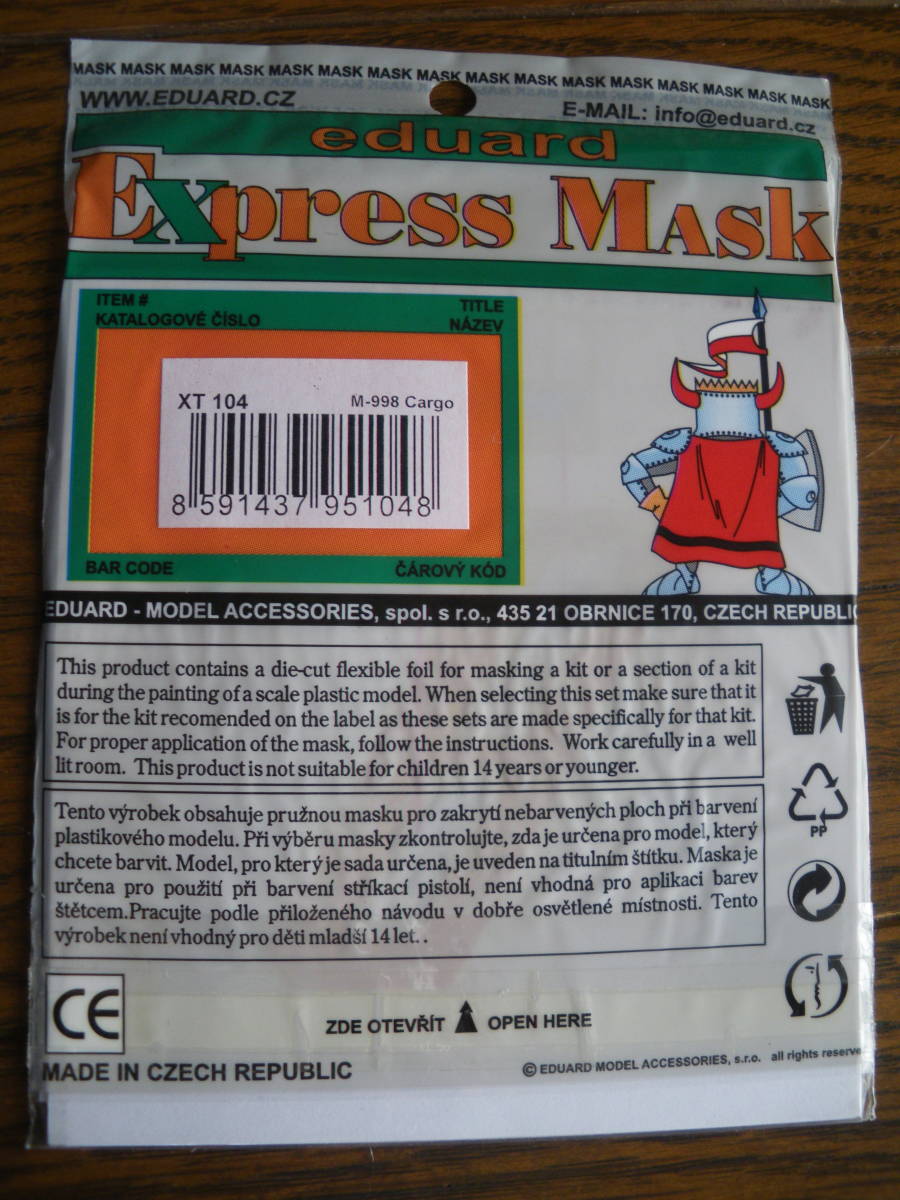 MASK MASK MASK MASK MASK MASK MASK MASK MASK MASK MASK MASK MASK MASK MASK MASK
WWW.EDUARD.CZ
E-MAIL: info@eduard.cz
eduard
Express Mask
ITEM #
KATALOGOVÉ ČÍSLO
TITLE
NÁZEV
XT 104
M-998 Cargo
8 591437 951048
BAR CODE
ČÁROVÝ KÓD
EDUARD - MODEL ACCESSORIES, spol. s r.o., 435 21 OBRNICE 170, CZECH REPUBLIC
This product contains a die-cut flexible foil for masking a kit or a section of a kit
during the painting of a scale plastic model. When selecting this set make sure that it
is for the kit recomended on the label as these sets are made specifically for that kit.
For proper application of the mask, follow the instructions. Work carefully in a well
lit room. This product is not suitable for children 14 years or younger.
Tento výrobek obsahuje pružnou masku pro zakrytí nebarvených ploch při barvení
plastikového modelu. Při výběru masky zkontrolujte, zda je určena pro model, který
chcete barvit. Model, pro který je sada určena, je uveden na titulním štítku. Maska je
určena pro použití při barvení stříkací pistolí, není vhodná pro aplikaci barev
štětcem.Pracujte podle přiloženého návodu v dobře osvětlené místnosti. Tento
výrobek není vhodný pro děti mladší 14 let..
PP
CE
ZDE OTEVŘÍT
OPEN HERE
MADE IN CZECH REPUBLIC
© EDUARD MODEL ACCESSORIES, s.r.o. all rights reserve